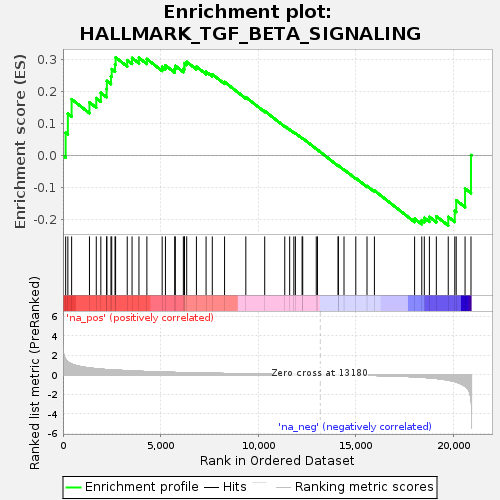 Enrichment plot:
HALLMARK_TGF_BETA_SIGNALING
Enrichment score (ES)
0.3
0.2
0.1
0.0
-0.1
-0.2
Ranked list metric (PreRanked)
6
4
2
0
-2
-4
-6
'na_pos' (positively correlated)
Zero cross at 13180
'na_neg' (negatively correlated)
0
5,000
10,000
15,000
20,000
Rank in Ordered Dataset
Enrichment profile
Hits
Ranking metric scores